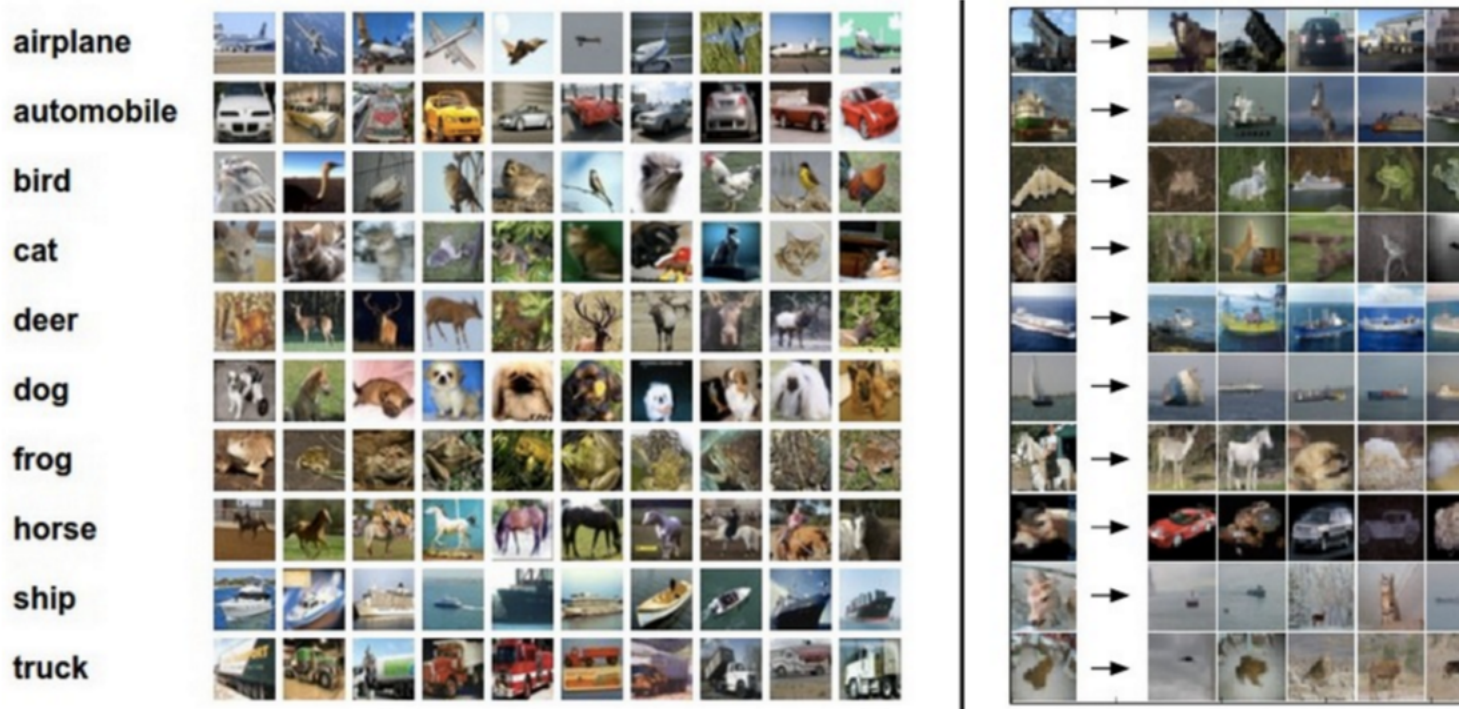 airplane
automobile
bird
cat
deer
dog
frog
horse
ship
truck